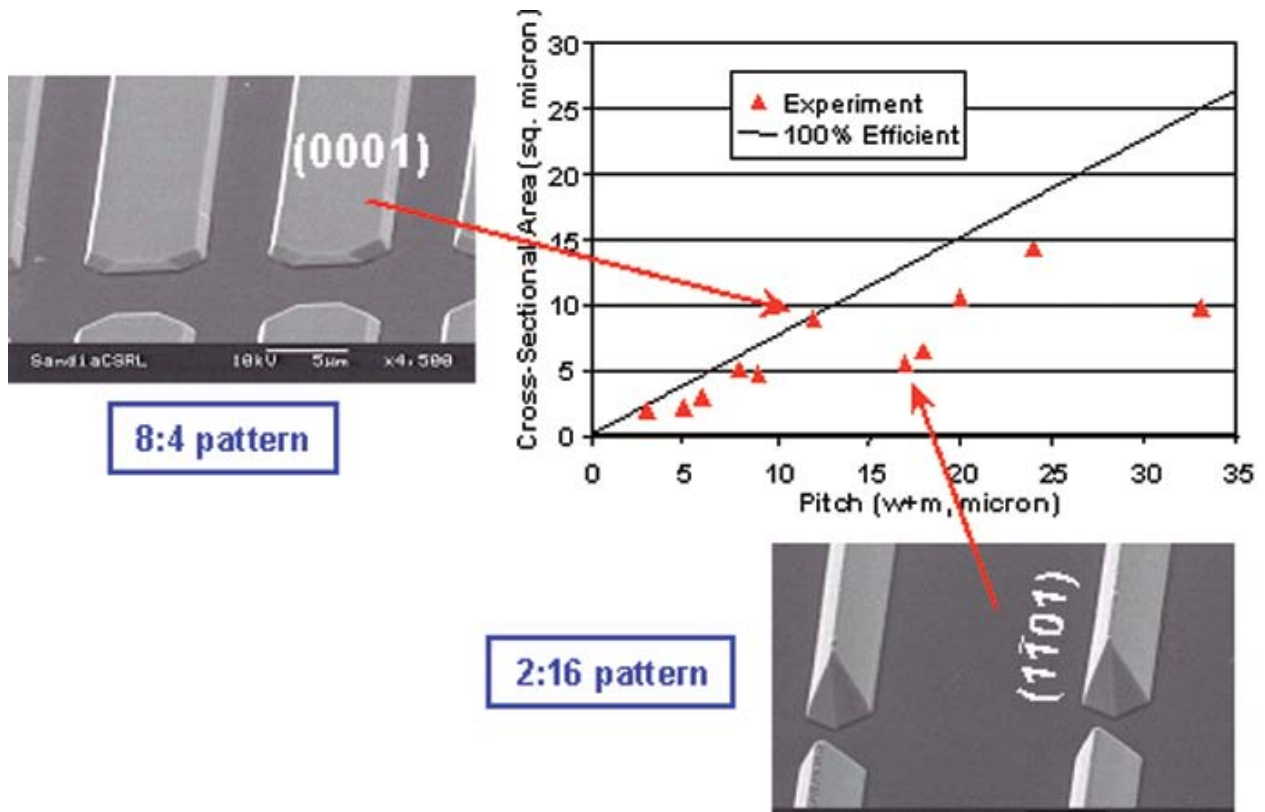 (0001)
SandiaCSRL 10kV 5µm x4,500
8:4 pattern
Cross-Sectional Area (sq. micron)
30
25
20
15
10
5
0
Experiment
100% Efficient
0 5 10 15 20 25 30 35
Pitch (w+m, micron)
2:16 pattern
(11̅01)